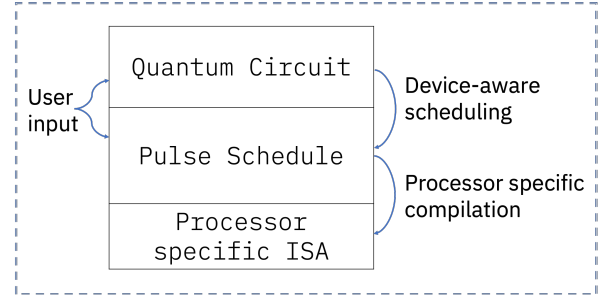 Quantum Circuit
User
input
Device-aware
scheduling
Pulse Schedule
Processor specific
compilation
Processor
specific ISA